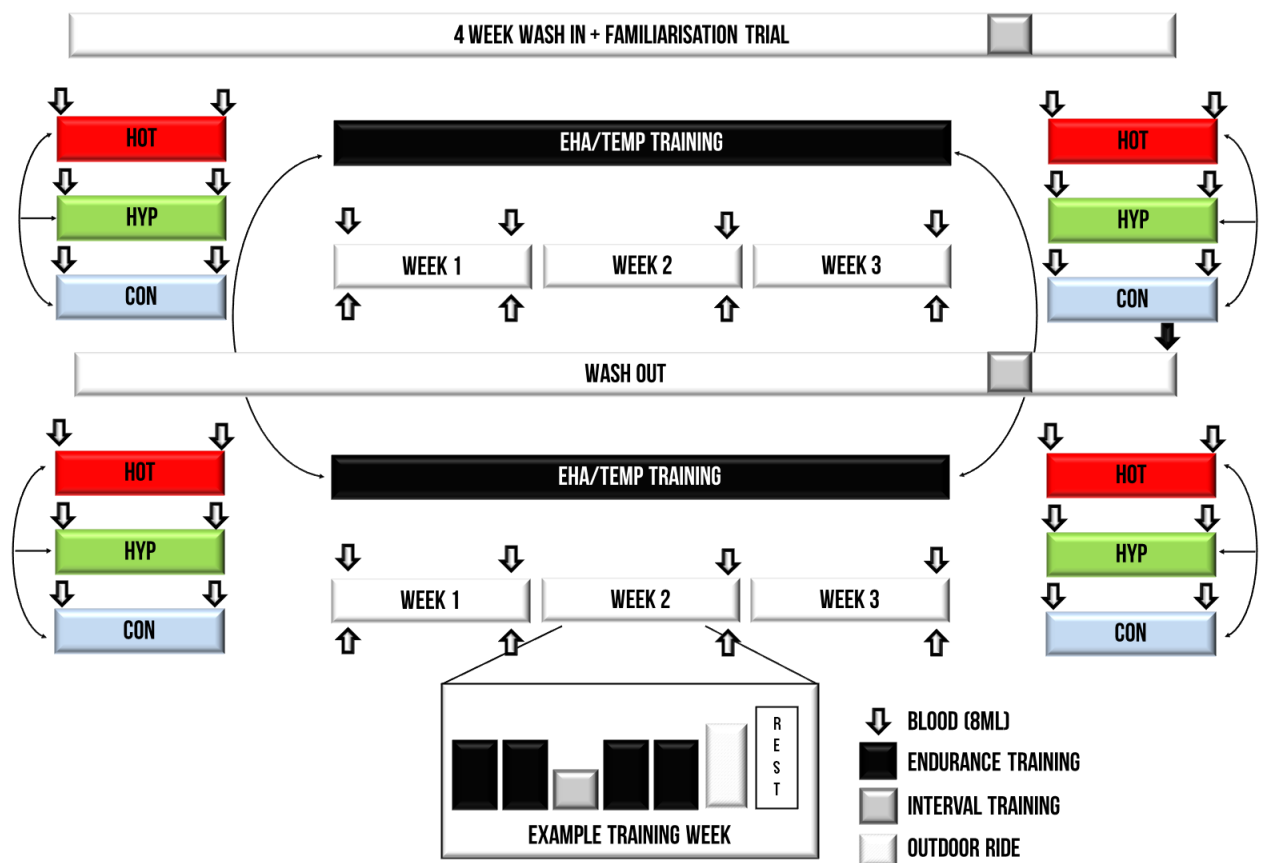 4 WEEK WASH IN + FAMILIARISATION TRIAL
HOT
HYP
CON
EHA/TEMP TRAINING
WEEK 1
WEEK 2
WEEK 3
HOT
HYP
CON
WASH OUT
HOT
HYP
CON
EHA/TEMP TRAINING
WEEK 1
WEEK 2
WEEK 3
HOT
HYP
CON
REST
EXAMPLE TRAINING WEEK
BLOOD (8ML)
ENDURANCE TRAINING
INTERVAL TRAINING
OUTDOOR RIDE